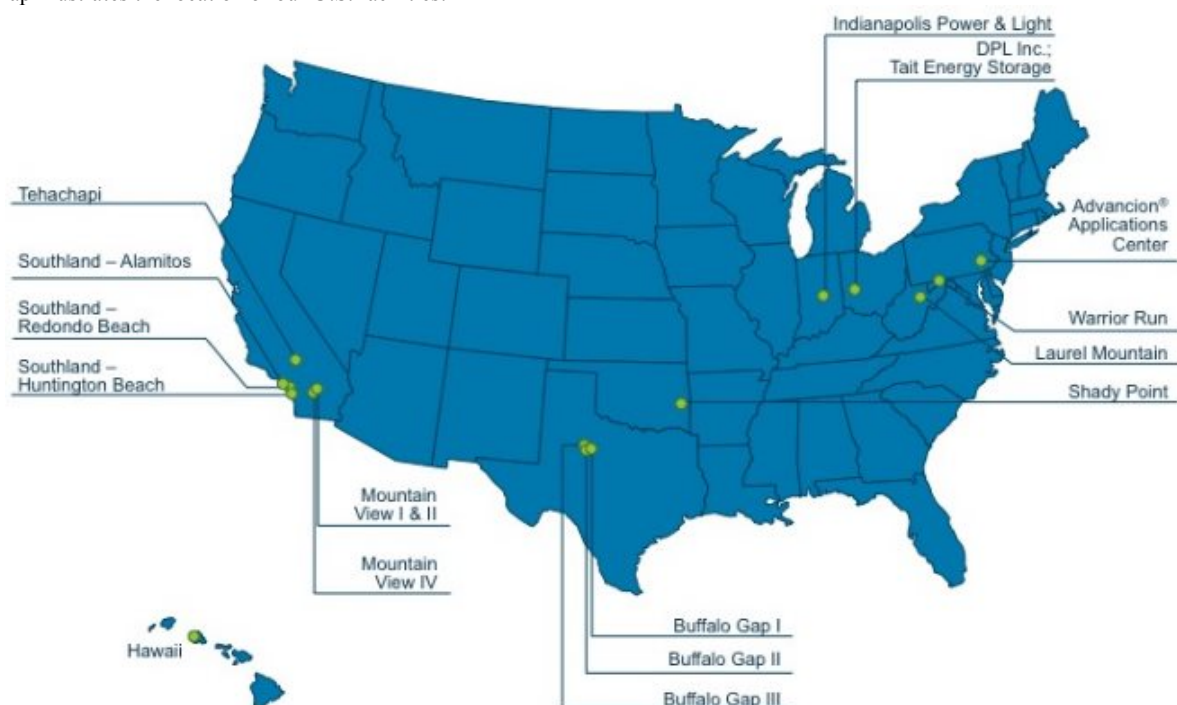 Indianapolis Power & Light
DPL Inc.;
Tait Energy Storage
Tehachapi
Southland – Alamitos
Southland –
Redondo Beach
Southland –
Huntington Beach
Advancion®
Applications
Center
Warrior Run
Laurel Mountain
Shady Point
Mountain
View I & II
Mountain
View IV
Buffalo Gap I
Buffalo Gap II
Buffalo Gap III
Hawaii